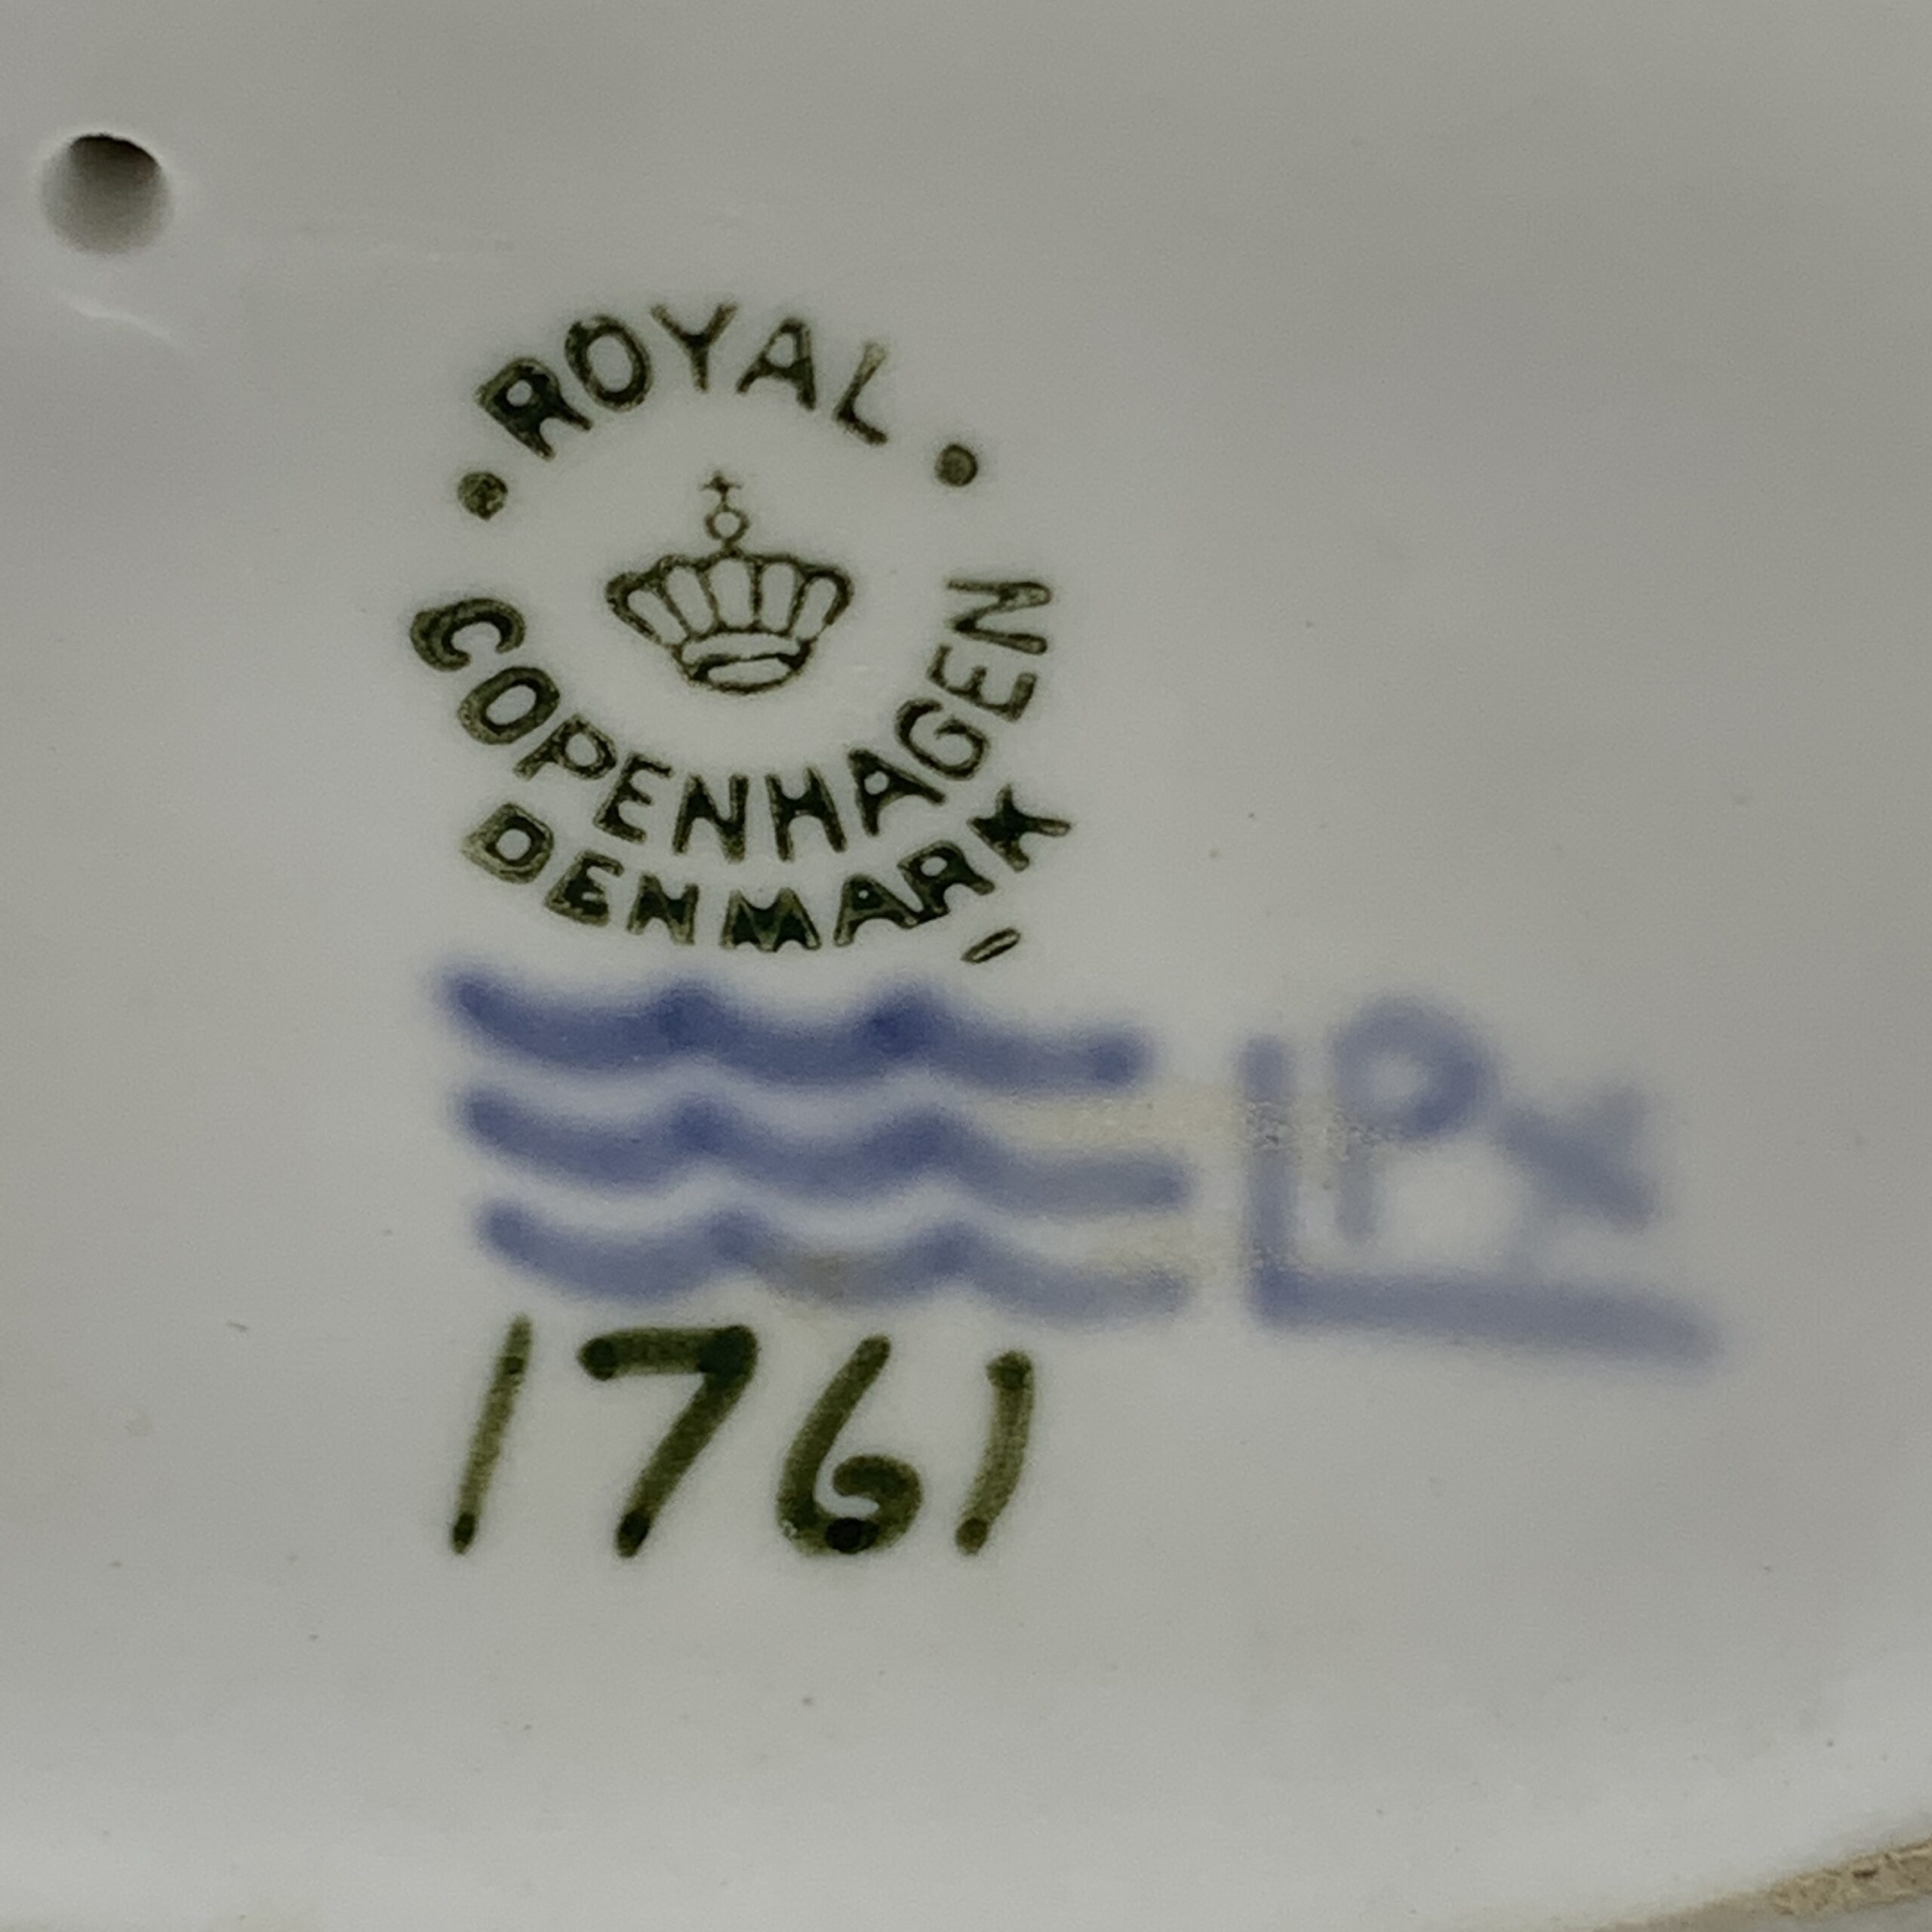 ROYAL
COPENHAGEN
DENMARK
1761